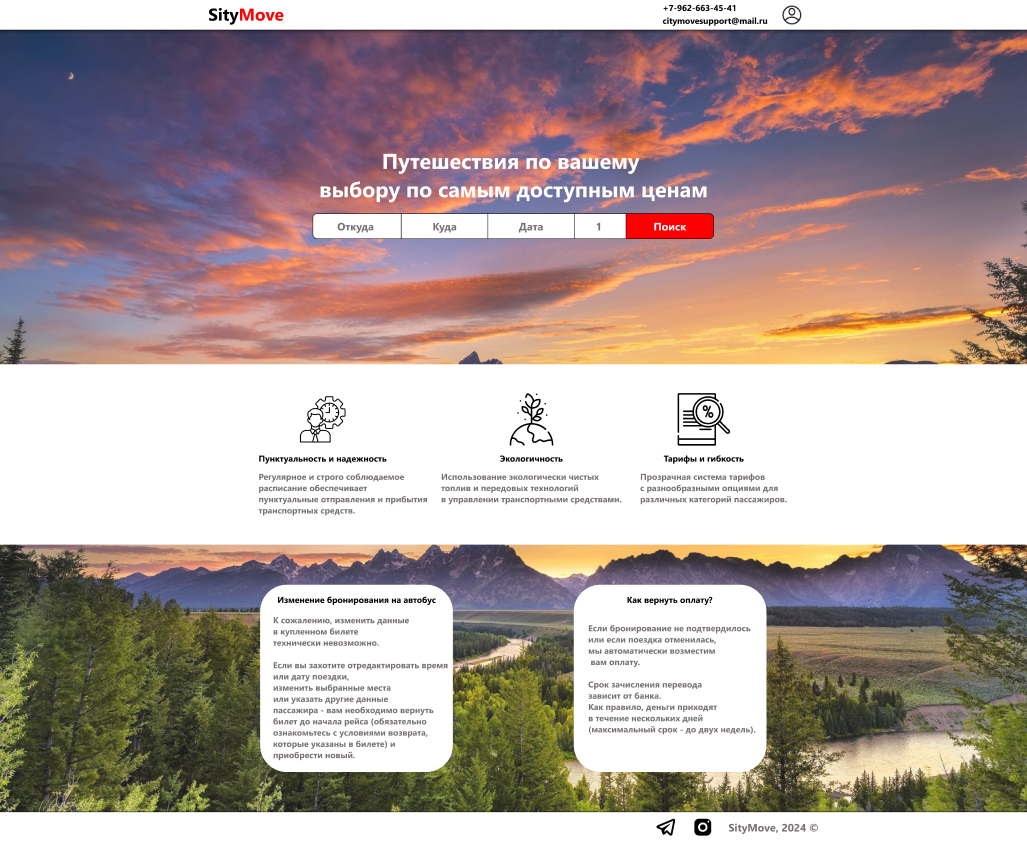 SityMove
+7-962-663-45-41
citymovesupport@mail.ru
Путешествия по вашему
выбору по самым доступным ценам
Откуда
Куда
Дата
1
Поиск
%
Пунктуальность и надежность
Регулярное и строго соблюдаемое
расписание обеспечивает
пунктуальные отправления и прибытия
транспортных средств.
Экологичность
Использование экологически чистых
топлив и передовых технологий
в управлении транспортными средствами.
Тарифы и гибкость
Прозрачная система тарифов
с разнообразными опциями для
различных категорий пассажиров.
Изменение бронирования на автобус
К сожалению, изменить данные
в купленном билете
технически невозможно.
Если вы захотите отредактировать время
или дату поездки,
изменить выбранные места
или указать другие данные
пассажира - вам необходимо вернуть
билет до начала рейса (обязательно
ознакомьтесь с условиями возврата,
которые указаны в билете) и
приобрести новый.
Как вернуть оплату?
Если бронирование не подтвердилось
или если поездка отменилась,
мы автоматически возместим
вам оплату.
Срок зачисления перевода
зависит от банка.
Как правило, деньги приходят
в течение нескольких дней
(максимальный срок - до двух недель).
SityMove, 2024 ©